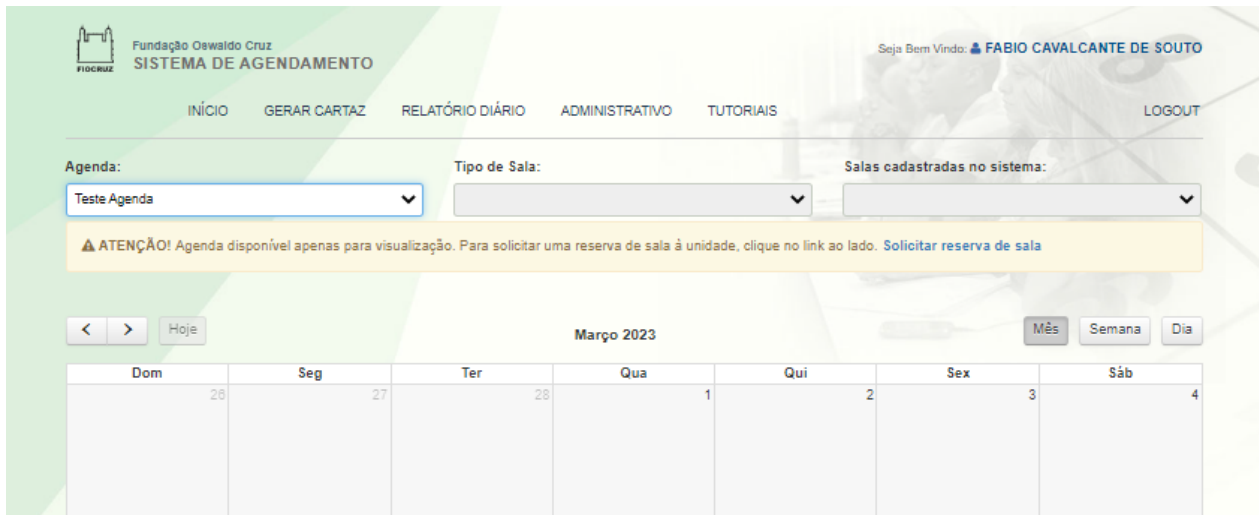 FIOCRUZ
Fundação Oswaldo Cruz
SISTEMA DE AGENDAMENTO
Seja Bem Vindo: FABIO CAVALCANTE DE SOUTO
INÍCIO GERAR CARTAZ RELATÓRIO DIÁRIO ADMINISTRATIVO TUTORIAIS LOGOUT
Agenda: Tipo de Sala: Salas cadastradas no sistema:
Teste Agenda
ATENÇÃO! Agenda disponível apenas para visualização. Para solicitar uma reserva de sala à unidade, clique no link ao lado. Solicitar reserva de sala
< > Hoje Março 2023 Mês Semana Dia
Dom Seg Ter Qua Qui Sex Sáb
26 27 28 1 2 3 4